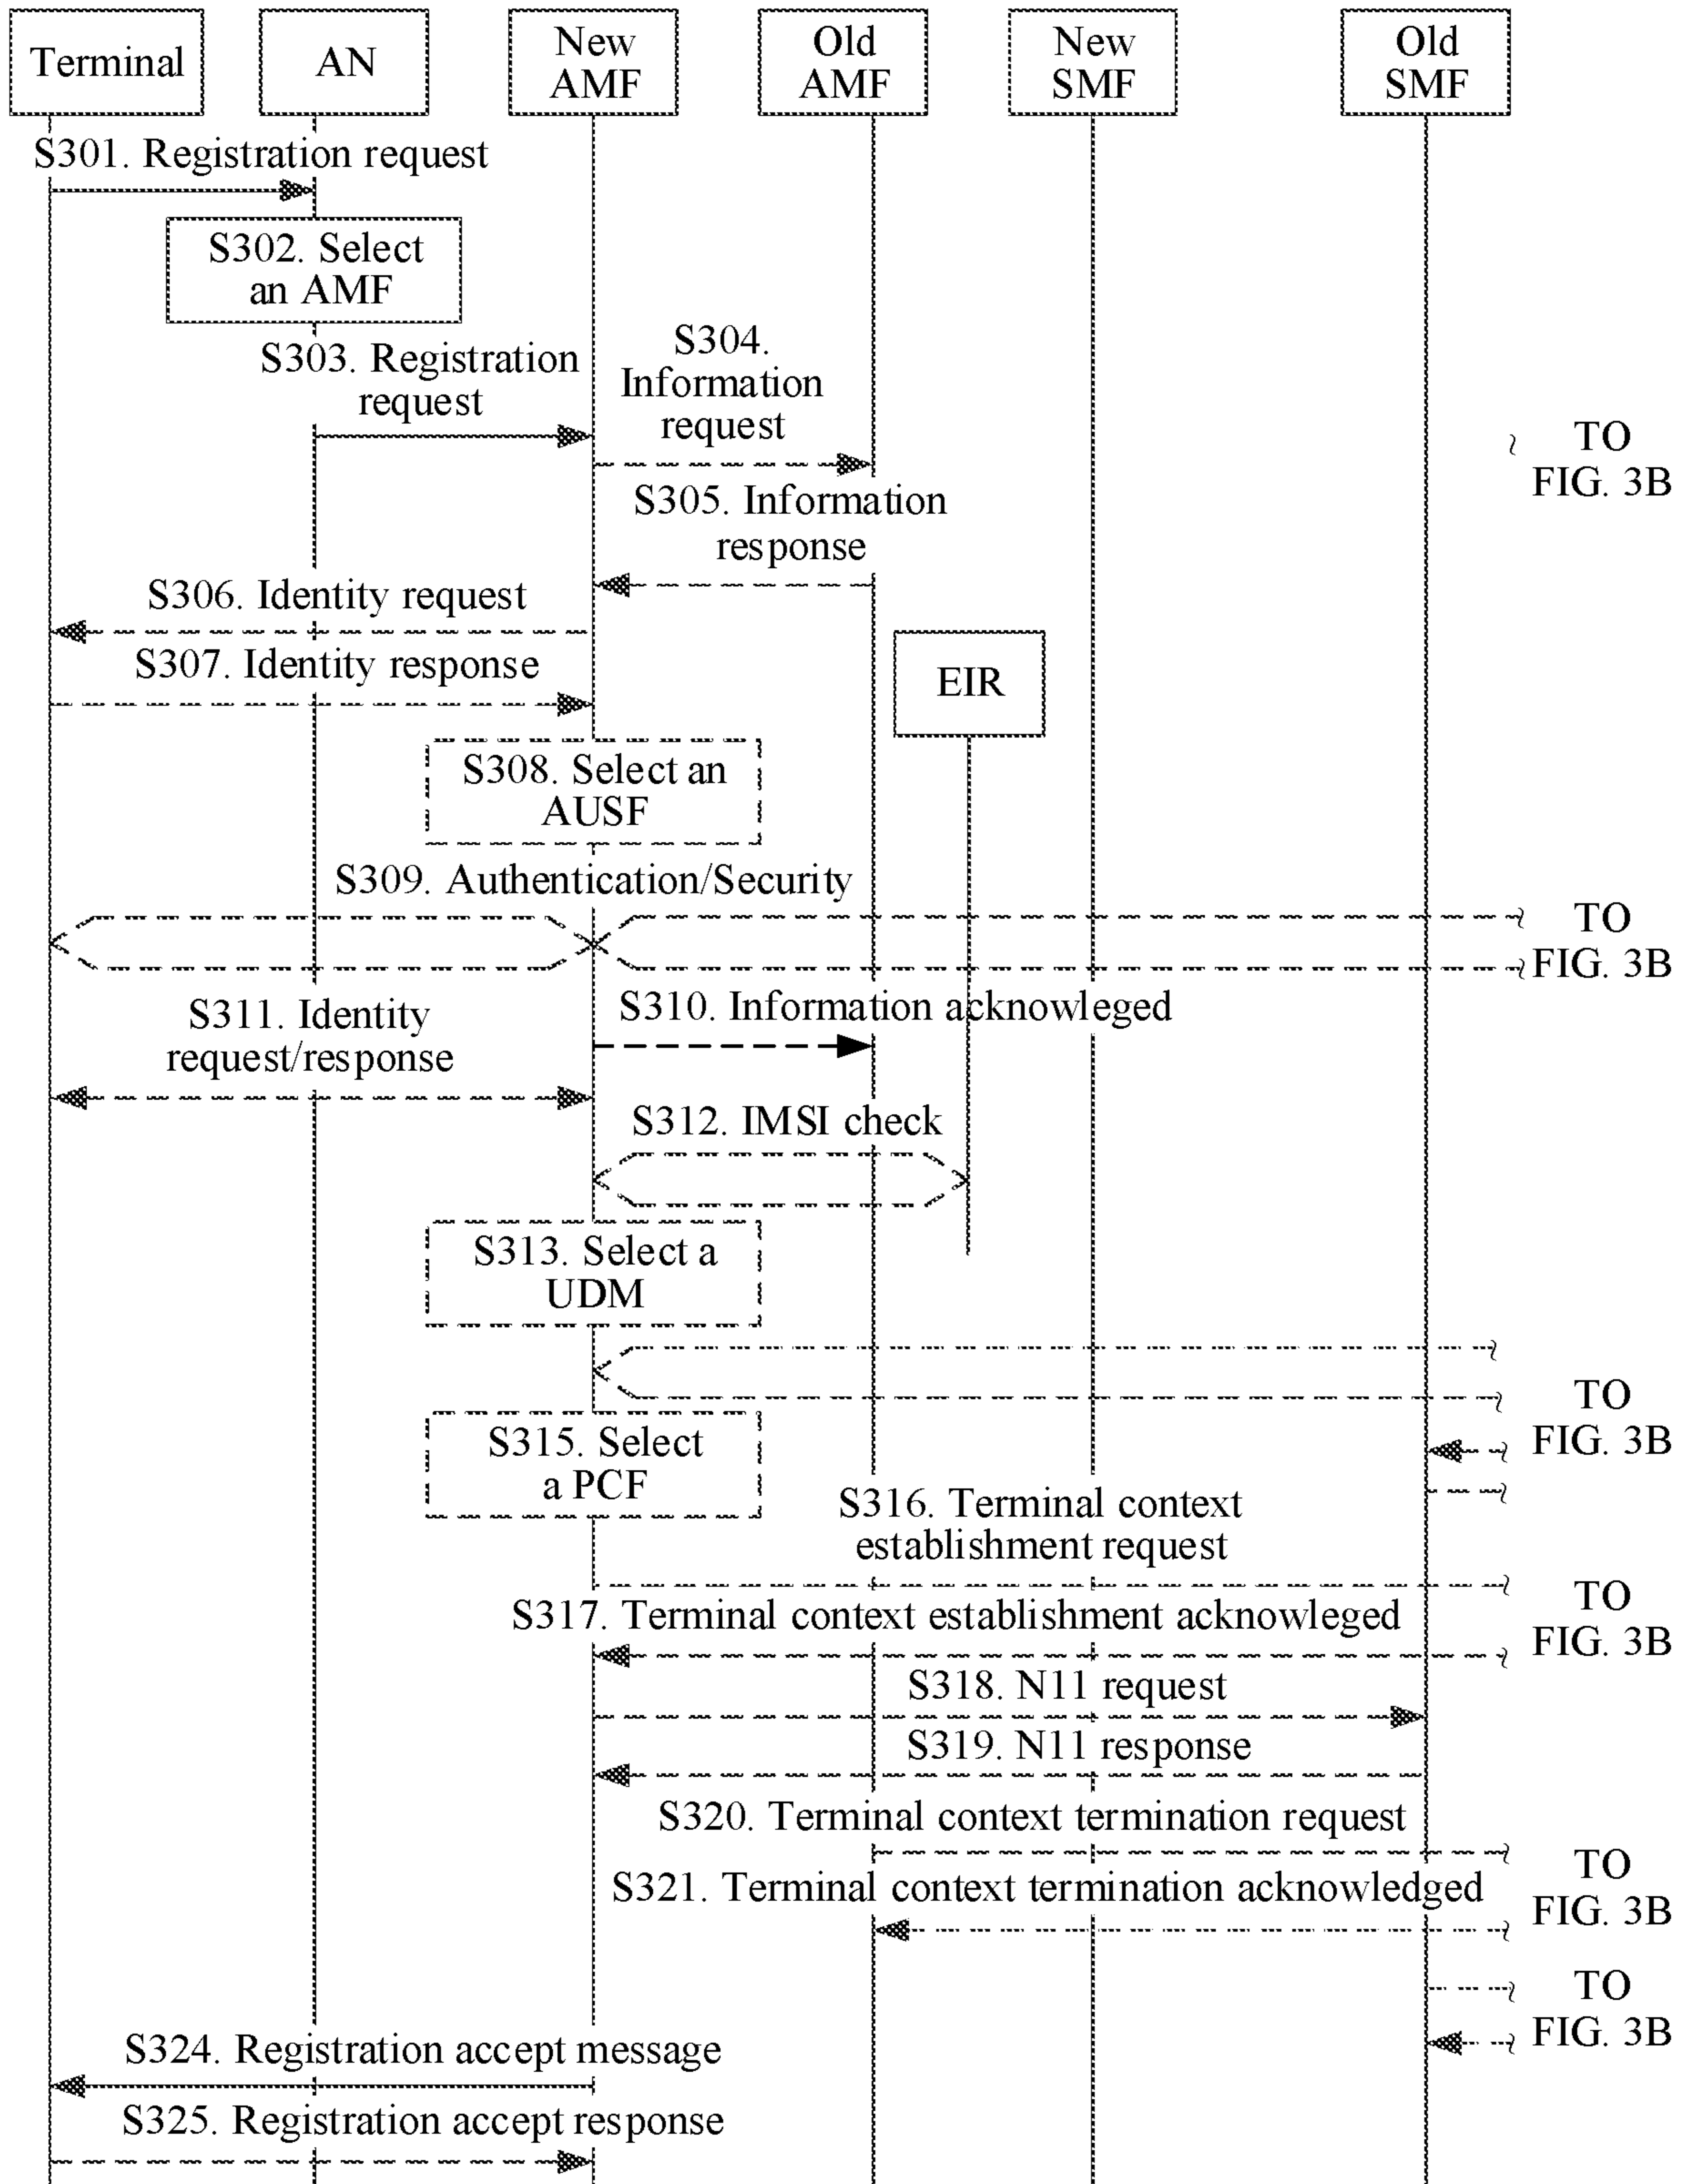 Terminal
AN
New
AMF
Old
AMF
New
SMF
Old
SMF
S301. Registration request
S302. Select
an AMF
S303. Registration
request
S304.
Information
request
TO
FIG. 3B
S305. Information
response
S306. Identity request
S307. Identity response
EIR
S308. Select an
AUSF
S309. Authentication/Security
TO
FIG. 3B
S310. Information acknowleged
S311. Identity
request/response
S312. IMSI check
S313. Select a
UDM
TO
FIG. 3B
S315. Select
a PCF
S316. Terminal context
establishment request
TO
FIG. 3B
S317. Terminal context establishment acknowleged
S318. N11 request
S319. N11 response
S320. Terminal context termination request
TO
FIG. 3B
S321. Terminal context termination acknowledged
TO
FIG. 3B
S324. Registration accept message
S325. Registration accept response